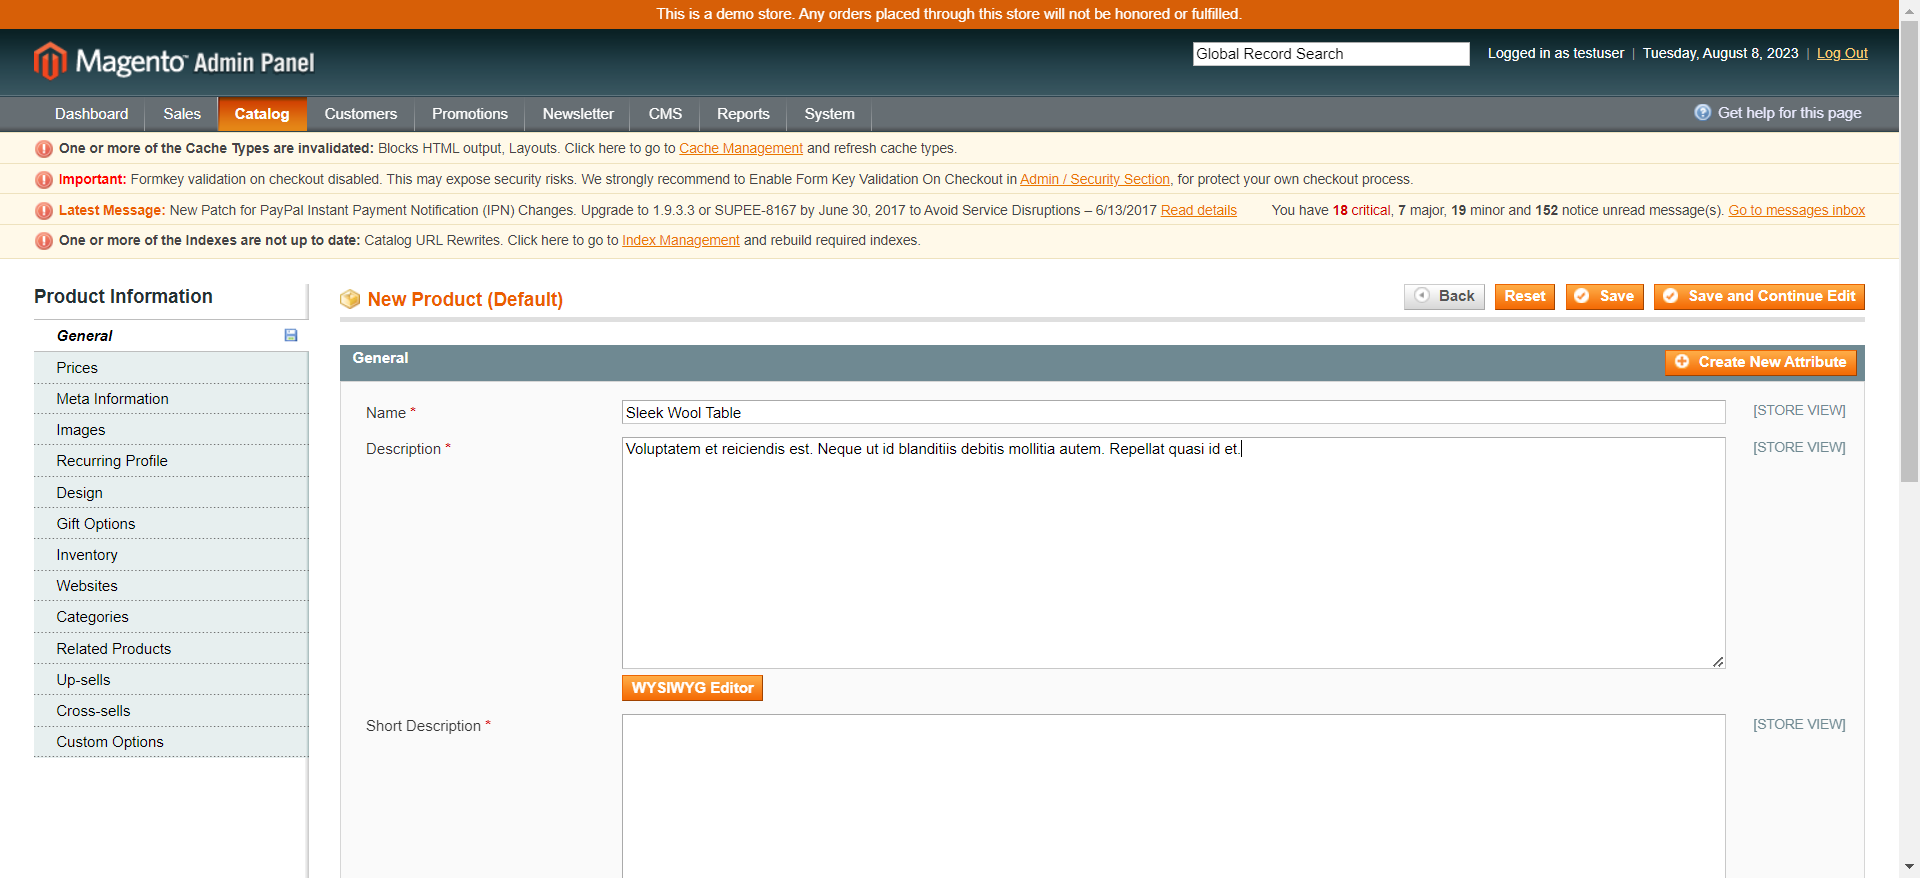 This is a demo store. Any orders placed through this store will not be honored or fulfilled.
Magento Admin Panel
Global Record Search
Logged in as testuser | Tuesday, August 8, 2023 | Log Out
Dashboard
Sales
Catalog
Customers
Promotions
Newsletter
CMS
Reports
System
Get help for this page
One or more of the Cache Types are invalidated: Blocks HTML output, Layouts. Click here to go to Cache Management and refresh cache types.
Important: Formkey validation on checkout disabled. This may expose security risks. We strongly recommend to Enable Form Key Validation On Checkout in Admin / Security Section, for protect your own checkout process.
Latest Message: New Patch for PayPal Instant Payment Notification (IPN) Changes. Upgrade to 1.9.3.3 or SUPEE-8167 by June 30, 2017 to Avoid Service Disruptions – 6/13/2017 Read details
You have 18 critical, 7 major, 19 minor and 152 notice unread message(s). Go to messages inbox
One or more of the Indexes are not up to date: Catalog URL Rewrites. Click here to go to Index Management and rebuild required indexes.
Product Information
General
Prices
Meta Information
Images
Recurring Profile
Design
Gift Options
Inventory
Websites
Categories
Related Products
Up-sells
Cross-sells
Custom Options
New Product (Default)
Back
Reset
Save
Save and Continue Edit
General
Create New Attribute
Name *
Sleek Wool Table
[STORE VIEW]
Description *
Voluptatem et reiciendis est. Neque ut id blanditiis debitis mollitia autem. Repellat quasi id et.
[STORE VIEW]
WYSIWYG Editor
Short Description *
[STORE VIEW]